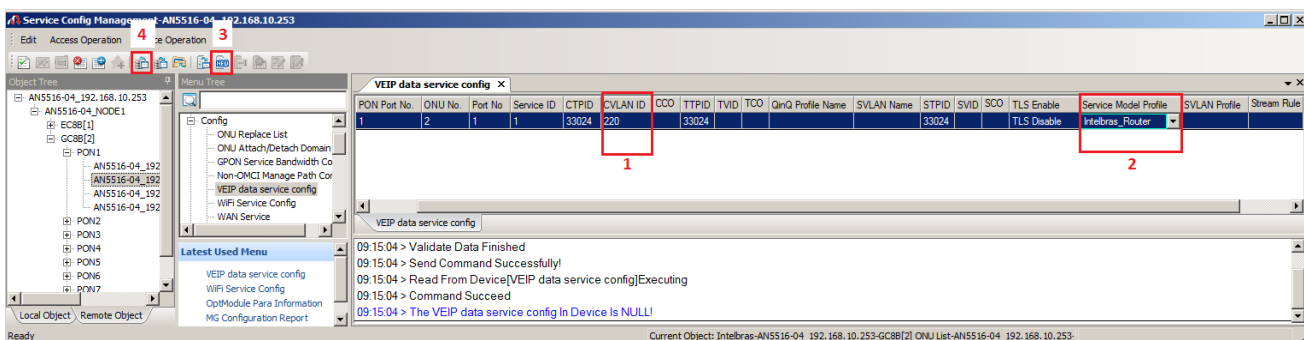 Service Config Management-AN5516-04_192.168.10.253
Edit Access Operation 4 ce Operation 3
Object Tree
AN5516-04_192.168.10.253
AN5516-04_NODE1
EC8B[1]
GC8B[2]
PON1
AN5516-04_192
AN5516-04_192
AN5516-04_192
AN5516-04_192
PON2
PON3
PON4
PON5
PON6
PON7
Local Object Remote Object
Menu Tree
Config
ONU Replace List
ONU Attach/Detach Domain
GPON Service Bandwidth Co
Non-OMCI Manage Path Cor
VEIP data service config
WiFi Service Config
WAN Service
Latest Used Menu
VEIP data service config
WiFi Service Config
OptModule Para Information
MG Configuration Report
VEIP data service config X
PON Port No. ONU No. Port No Service ID CTPID CVLAN ID CCO TTPID TVID TCO QinQ Profile Name SVLAN Name STPID SVID SCO TLS Enable Service Model Profile SVLAN Profile Stream Rule
1 2 1 1 33024 220 33024 33024 TLS Disable Intelbras_Router
1 2
VEIP data service config
09:15:04 > Validate Data Finished
09:15:04 > Send Command Successfully!
09:15:04 > Read From Device[VEIP data service config]Executing
09:15:04 > Command Succeed
09:15:04 > The VEIP data service config In Device Is NULL!
Ready Current Object: Intelbras-AN5516-04_192.168.10.253-GC8B[2] ONU List-AN5516-04_192.168.10.253-